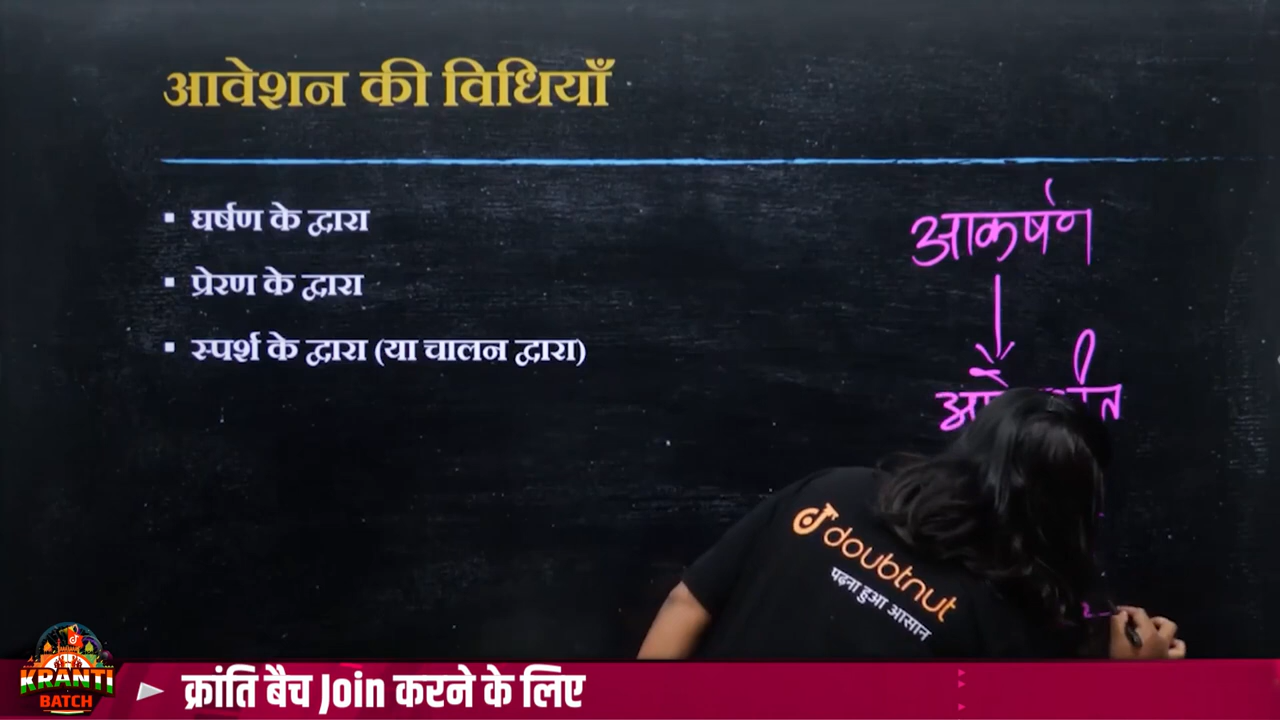 आवेशन की विधियाँ
▪ घर्षण के द्वारा
▪ प्रेरण के द्वारा
▪ स्पर्श के द्वारा (या चालन द्वारा)
आकर्षण
doubtnut
पढ़ना हुआ आसान
KRANTI
BATCH
क्रांति बैच Join करने के लिए